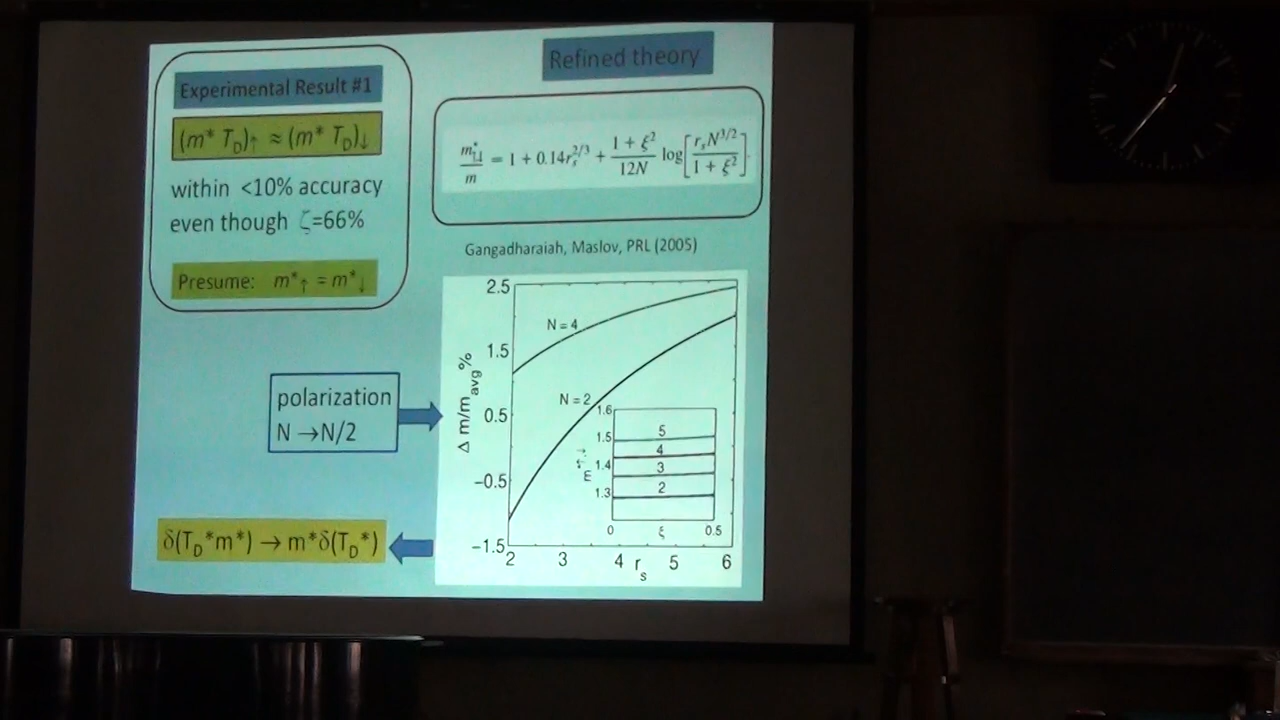 Experimental Result #1
(m* T_D)↑ ≈ (m* T_D)↓
within <10% accuracy
even though ζ=66%
Presume: m*↑ = m*↓
Refined theory
m*↑↓/m = 1 + 0.14r_s^2/3 + (1 + ξ²)/12N log[r_sN^3/2/(1 + ξ²)].
Gangadharaiah, Maslov, PRL (2005)
polarization
N → N/2
δ(T_D*m*) → m*δ(T_D*)
2.5
1.5
0.5
−0.5
−1.5
Δ m/m_avg%
N = 4
N = 2
1.6
1.5
1.4
1.3
m*↑,↓
5
4
3
2
0 ξ 0.5
2 3 4 r_s 5 6